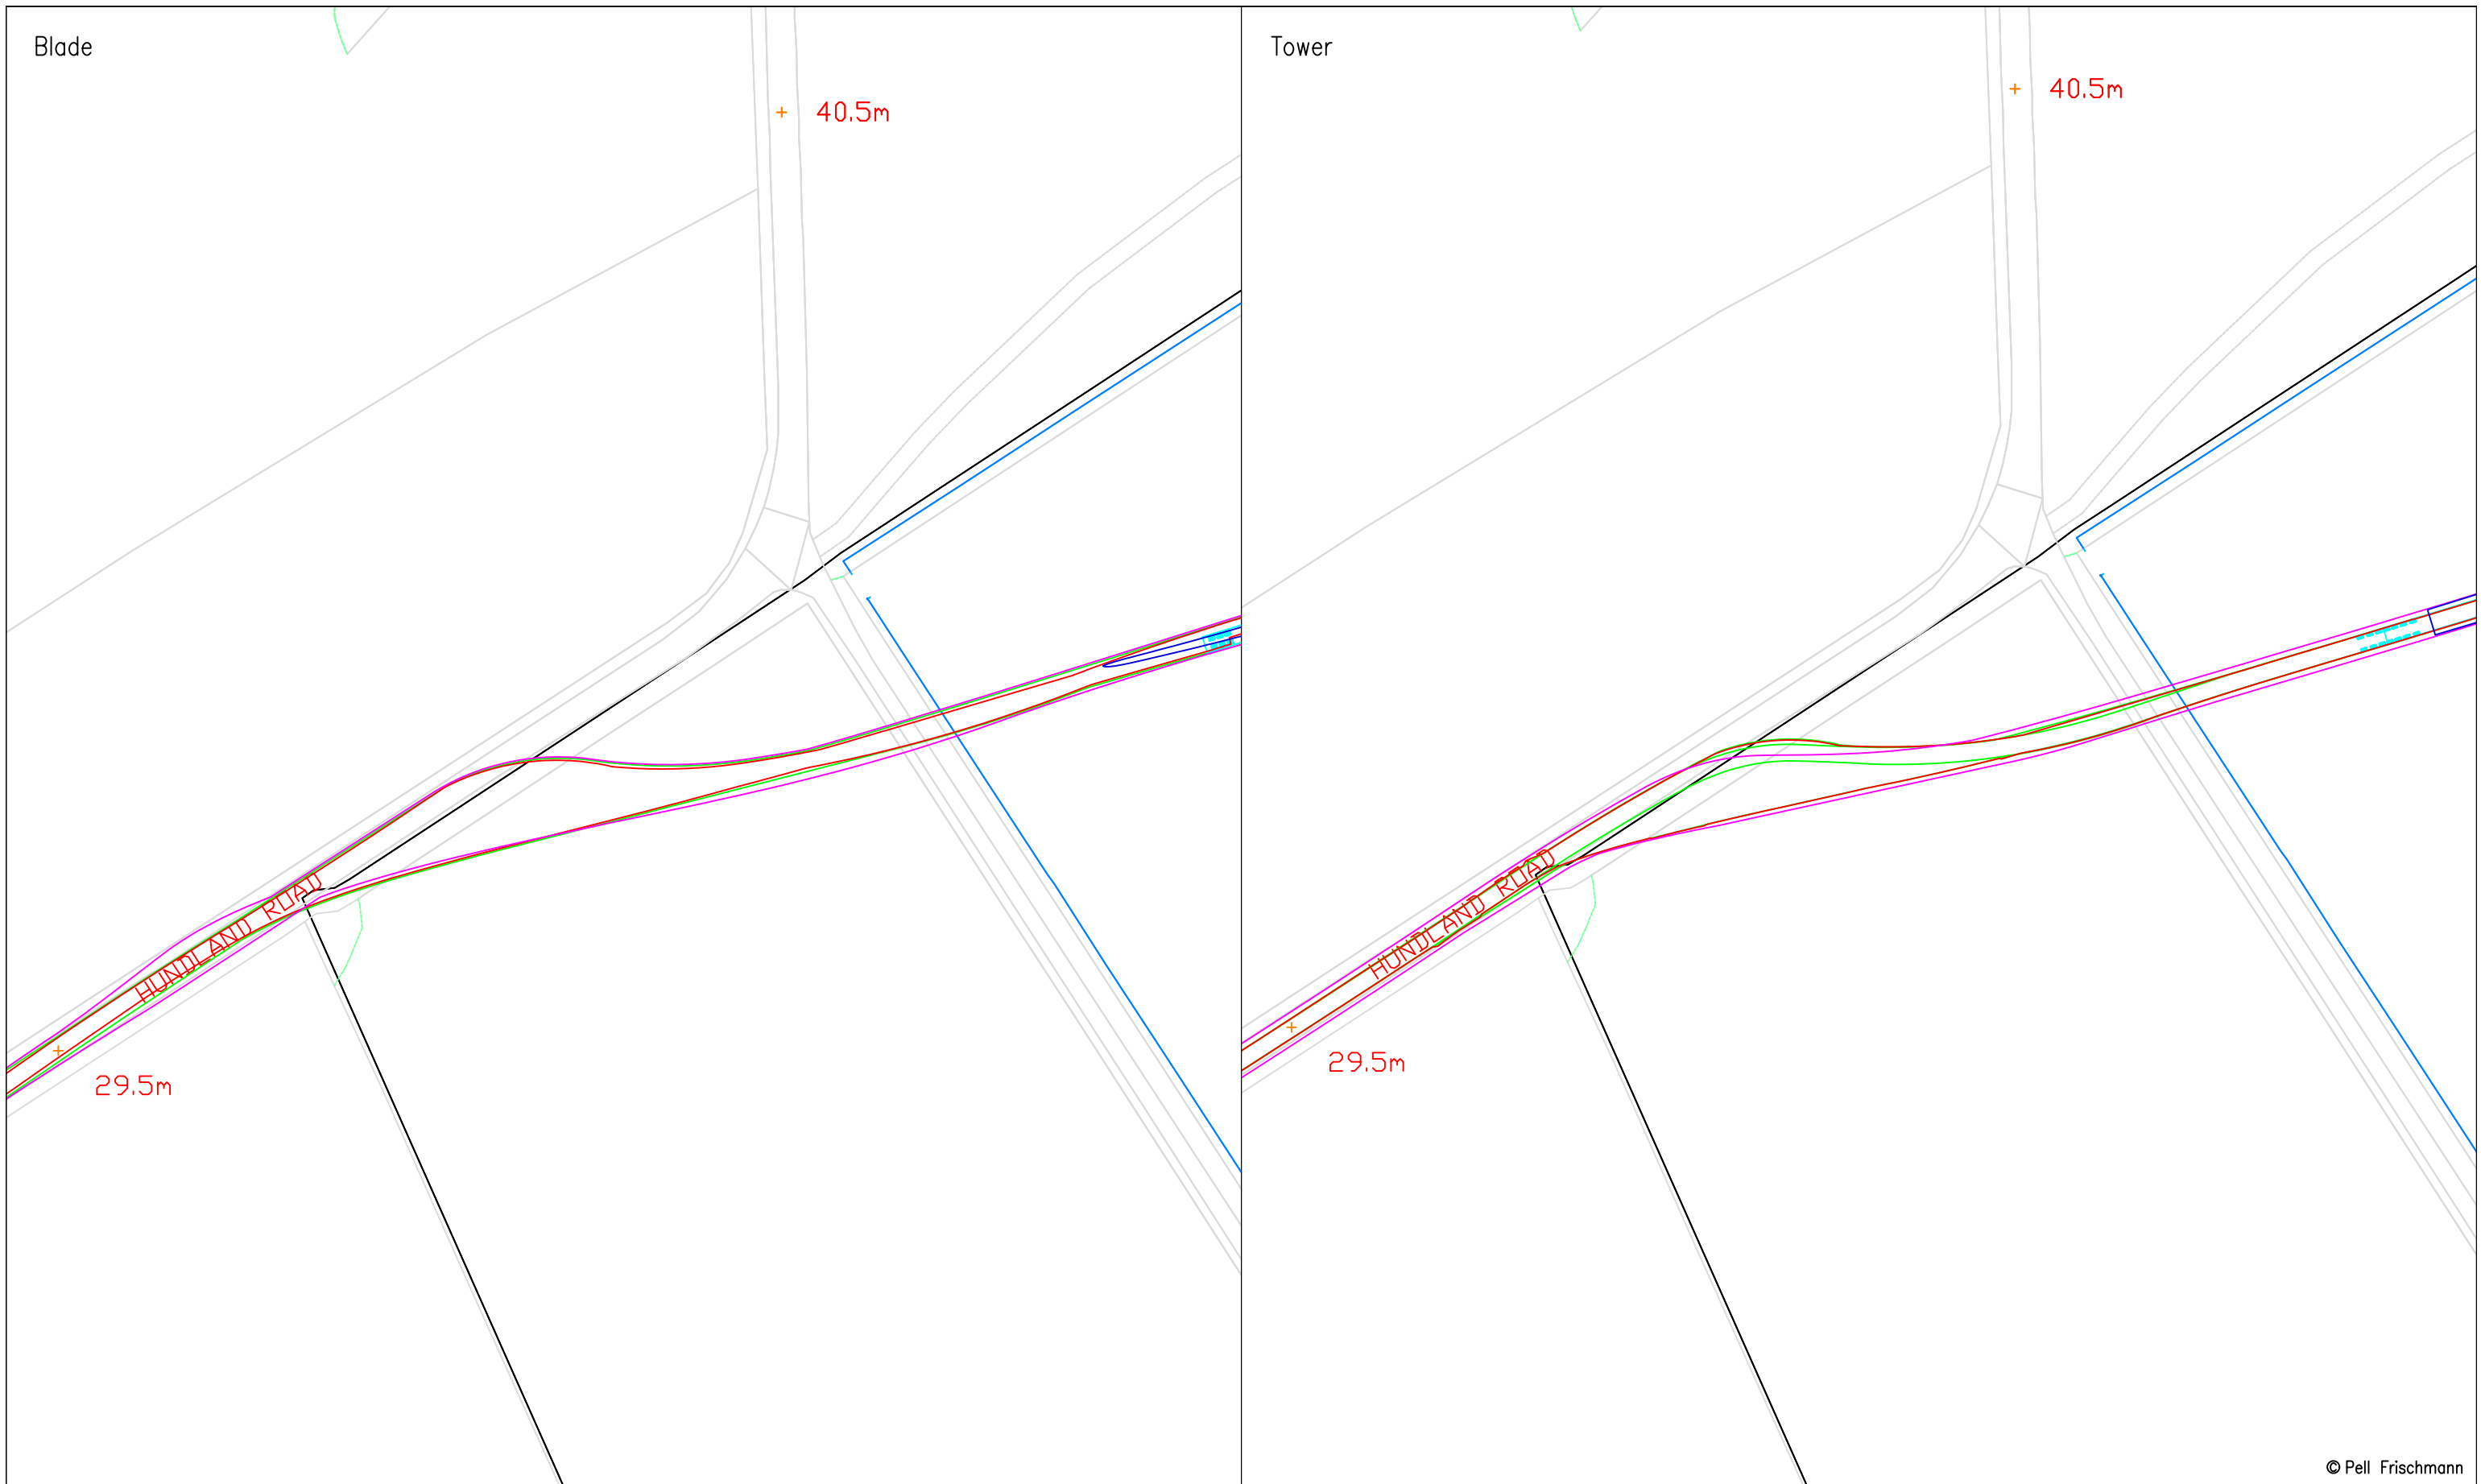 Blade
40.5m
HUNDLAND ROAD
29.5m
Tower
40.5m
HUNDLAND ROAD
29.5m
© Pell Frischmann